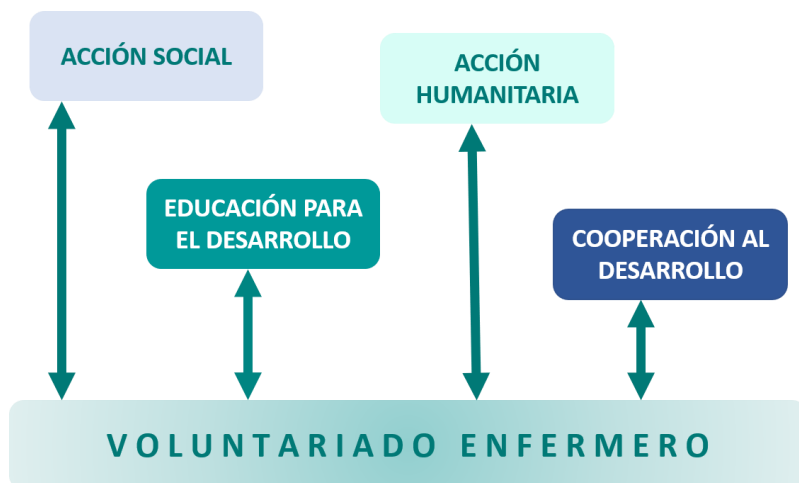 ACCIÓN SOCIAL
ACCIÓN
HUMANITARIA
EDUCACIÓN PARA
EL DESARROLLO
COOPERACIÓN AL
DESARROLLO
VOLUNTARIADO ENFERMERO